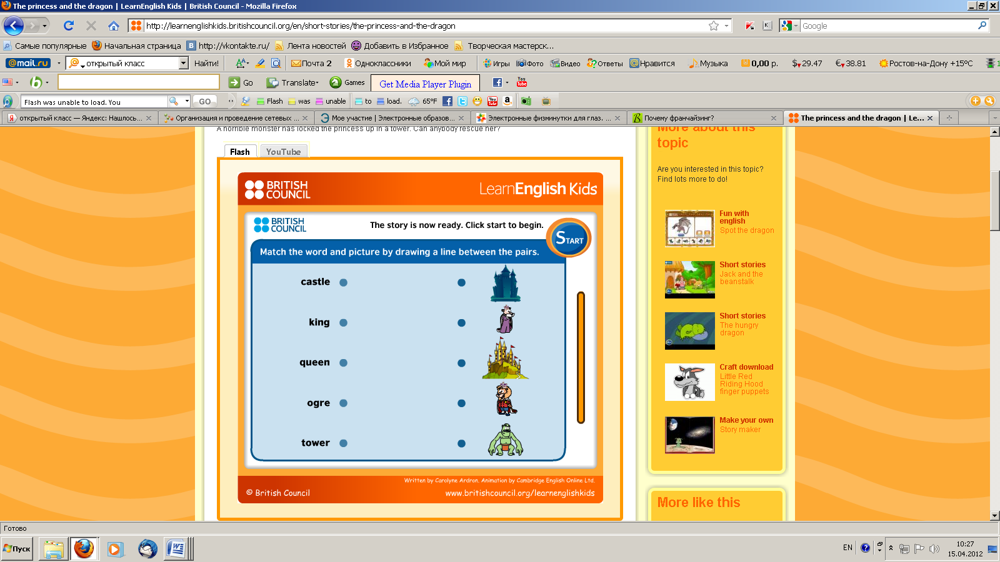 The princess and the dragon | LearnEnglish Kids | British Council - Mozilla Firefox
http://learnenglishkids.britishcouncil.org/en/short-stories/the-princess-and-the-dragon
Google
Самые популярные Начальная страница http://vkontakte.ru/ Лента новостей Добавить в Избранное Творческая мастерск...
@mail.ru открытый класс Найти! Почта 2 Одноклассники Мой мир Игры Фото Видео Ответы Нравится Музыка 0,00 р. $ 29.47 € 38.81 Ростов-на-Дону +15°C 1
Go Translate Games Get Media Player Plugin You Tube
Flash was unable to load. You GO Flash was unable to load. 65°F
открытый класс — Яндекс: Нашлось... Организация и проведение сетевых ... Мое участие | Электронные образов... Электронные физминутки для глаз. ... Почему франчайзинг? The princess and the dragon | Le...
A horrible monster has locked the princess up in a tower. Can anybody rescue her?
Flash YouTube
BRITISH COUNCIL
LearnEnglish Kids
BRITISH COUNCIL
The story is now ready. Click start to begin.
START
Match the word and picture by drawing a line between the pairs.
castle
king
queen
ogre
tower
Written by Carolyne Ardron. Animation by Cambridge English Online Ltd.
© British Council
www.britishcouncil.org/learnenglishkids
More about this
topic
Are you interested in this topic?
Find lots more to do!
Fun with
english
Spot the dragon
Short stories
Jack and the
beanstalk
Short stories
The hungry
dragon
Craft download
Little Red
Riding Hood
finger puppets
Make your own
Story maker
More like this
Готово
Пуск
EN
10:27
15.04.2012